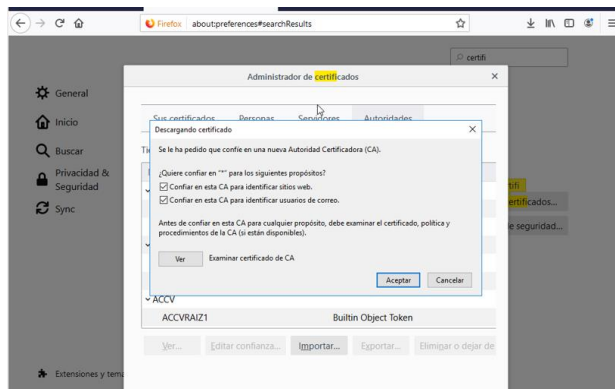 Firefox about:preferences#searchResults
certifi
Administrador de certificados
General
Inicio
Buscar
Privacidad &
Seguridad
Sync
Sus certificados Personas Servidores Autoridades
Descargando certificado
Se le ha pedido que confíe en una nueva Autoridad Certificadora (CA).
¿Quiere confiar en "*" para los siguientes propósitos?
Confiar en esta CA para identificar sitios web.
Confiar en esta CA para identificar usuarios de correo.
Antes de confiar en esta CA para cualquier propósito, debe examinar el certificado, política y
procedimientos de la CA (si están disponibles).
Ver Examinar certificado de CA
Aceptar Cancelar
tifi
ertificados...
le seguridad...
ACCV
ACCVRAIZ1 Builtin Object Token
Ver... Editar confianza... Importar... Exportar... Eliminar o dejar de
Extensiones y tema